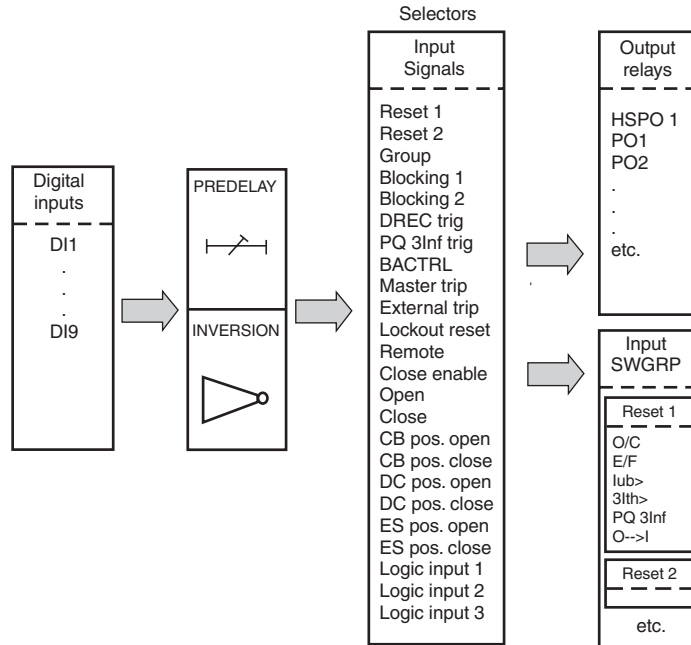 Selectors
Digital
inputs
DI1
.
.
.
DI9
PREDELAY
INVERSION
Input
Signals
Reset 1
Reset 2
Group
Blocking 1
Blocking 2
DREC trig
PQ 3Inf trig
BACTRL
Master trip
External trip
Lockout reset
Remote
Close enable
Open
Close
CB pos. open
CB pos. close
DC pos. open
DC pos. close
ES pos. open
ES pos. close
Logic input 1
Logic input 2
Logic input 3
Output
relays
HSPO 1
PO1
PO2
.
.
.
etc.
Input
SWGRP
Reset 1
O/C
E/F
Iub>
3Ith>
PQ 3Inf
O-->I
Reset 2
etc.